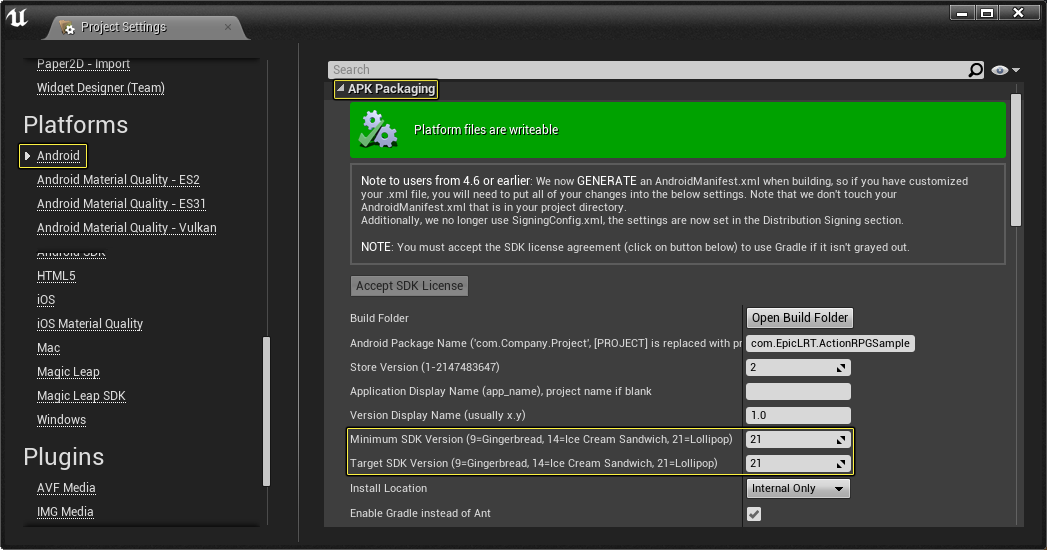 Project Settings
Paper2D - Import
Widget Designer (Team)
Platforms
Android
Android Material Quality - ES2
Android Material Quality - ES31
Android Material Quality - Vulkan
Android SDK
HTML5
iOS
iOS Material Quality
Mac
Magic Leap
Magic Leap SDK
Windows
Plugins
AVF Media
IMG Media
Search
APK Packaging
Platform files are writeable
Note to users from 4.6 or earlier: We now GENERATE an AndroidManifest.xml when building, so if you have customized
your .xml file, you will need to put all of your changes into the below settings. Note that we don't touch your
AndroidManifest.xml that is in your project directory.
Additionally, we no longer use SigningConfig.xml, the settings are now set in the Distribution Signing section.
NOTE: You must accept the SDK license agreement (click on button below) to use Gradle if it isn't grayed out.
Accept SDK License
Build Folder Open Build Folder
Android Package Name ('com.Company.Project', [PROJECT] is replaced with pr com.EpicLRT.ActionRPGSample
Store Version (1-2147483647) 2
Application Display Name (app_name), project name if blank
Version Display Name (usually x.y) 1.0
Minimum SDK Version (9=Gingerbread, 14=Ice Cream Sandwich, 21=Lollipop) 21
Target SDK Version (9=Gingerbread, 14=Ice Cream Sandwich, 21=Lollipop) 21
Install Location Internal Only
Enable Gradle instead of Ant